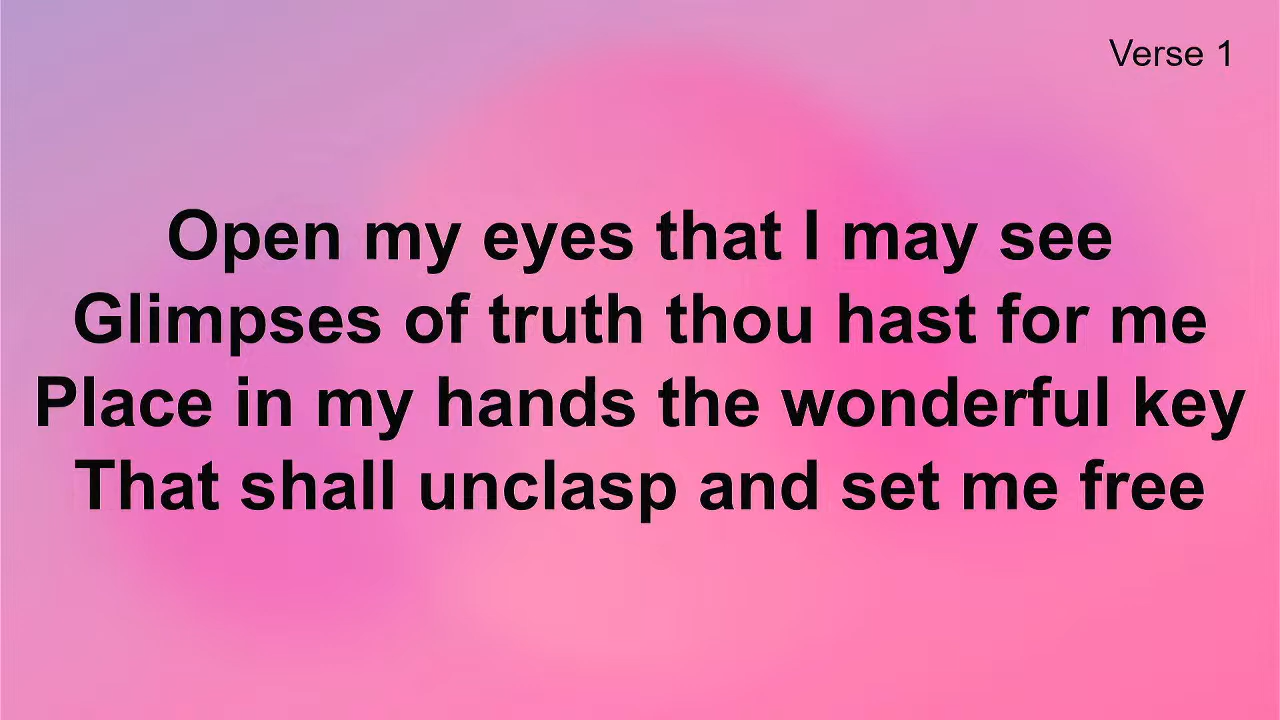 Verse 1
Open my eyes that I may see
Glimpses of truth thou hast for me
Place in my hands the wonderful key
That shall unclasp and set me free